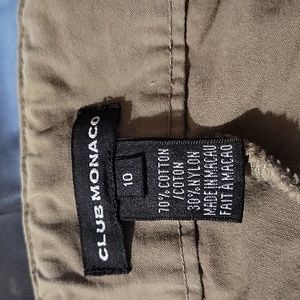 CLUB MONACO
10
70% COTTON
/COTON
30% NYLON
MADE IN MACAU
FAIT À MACAO